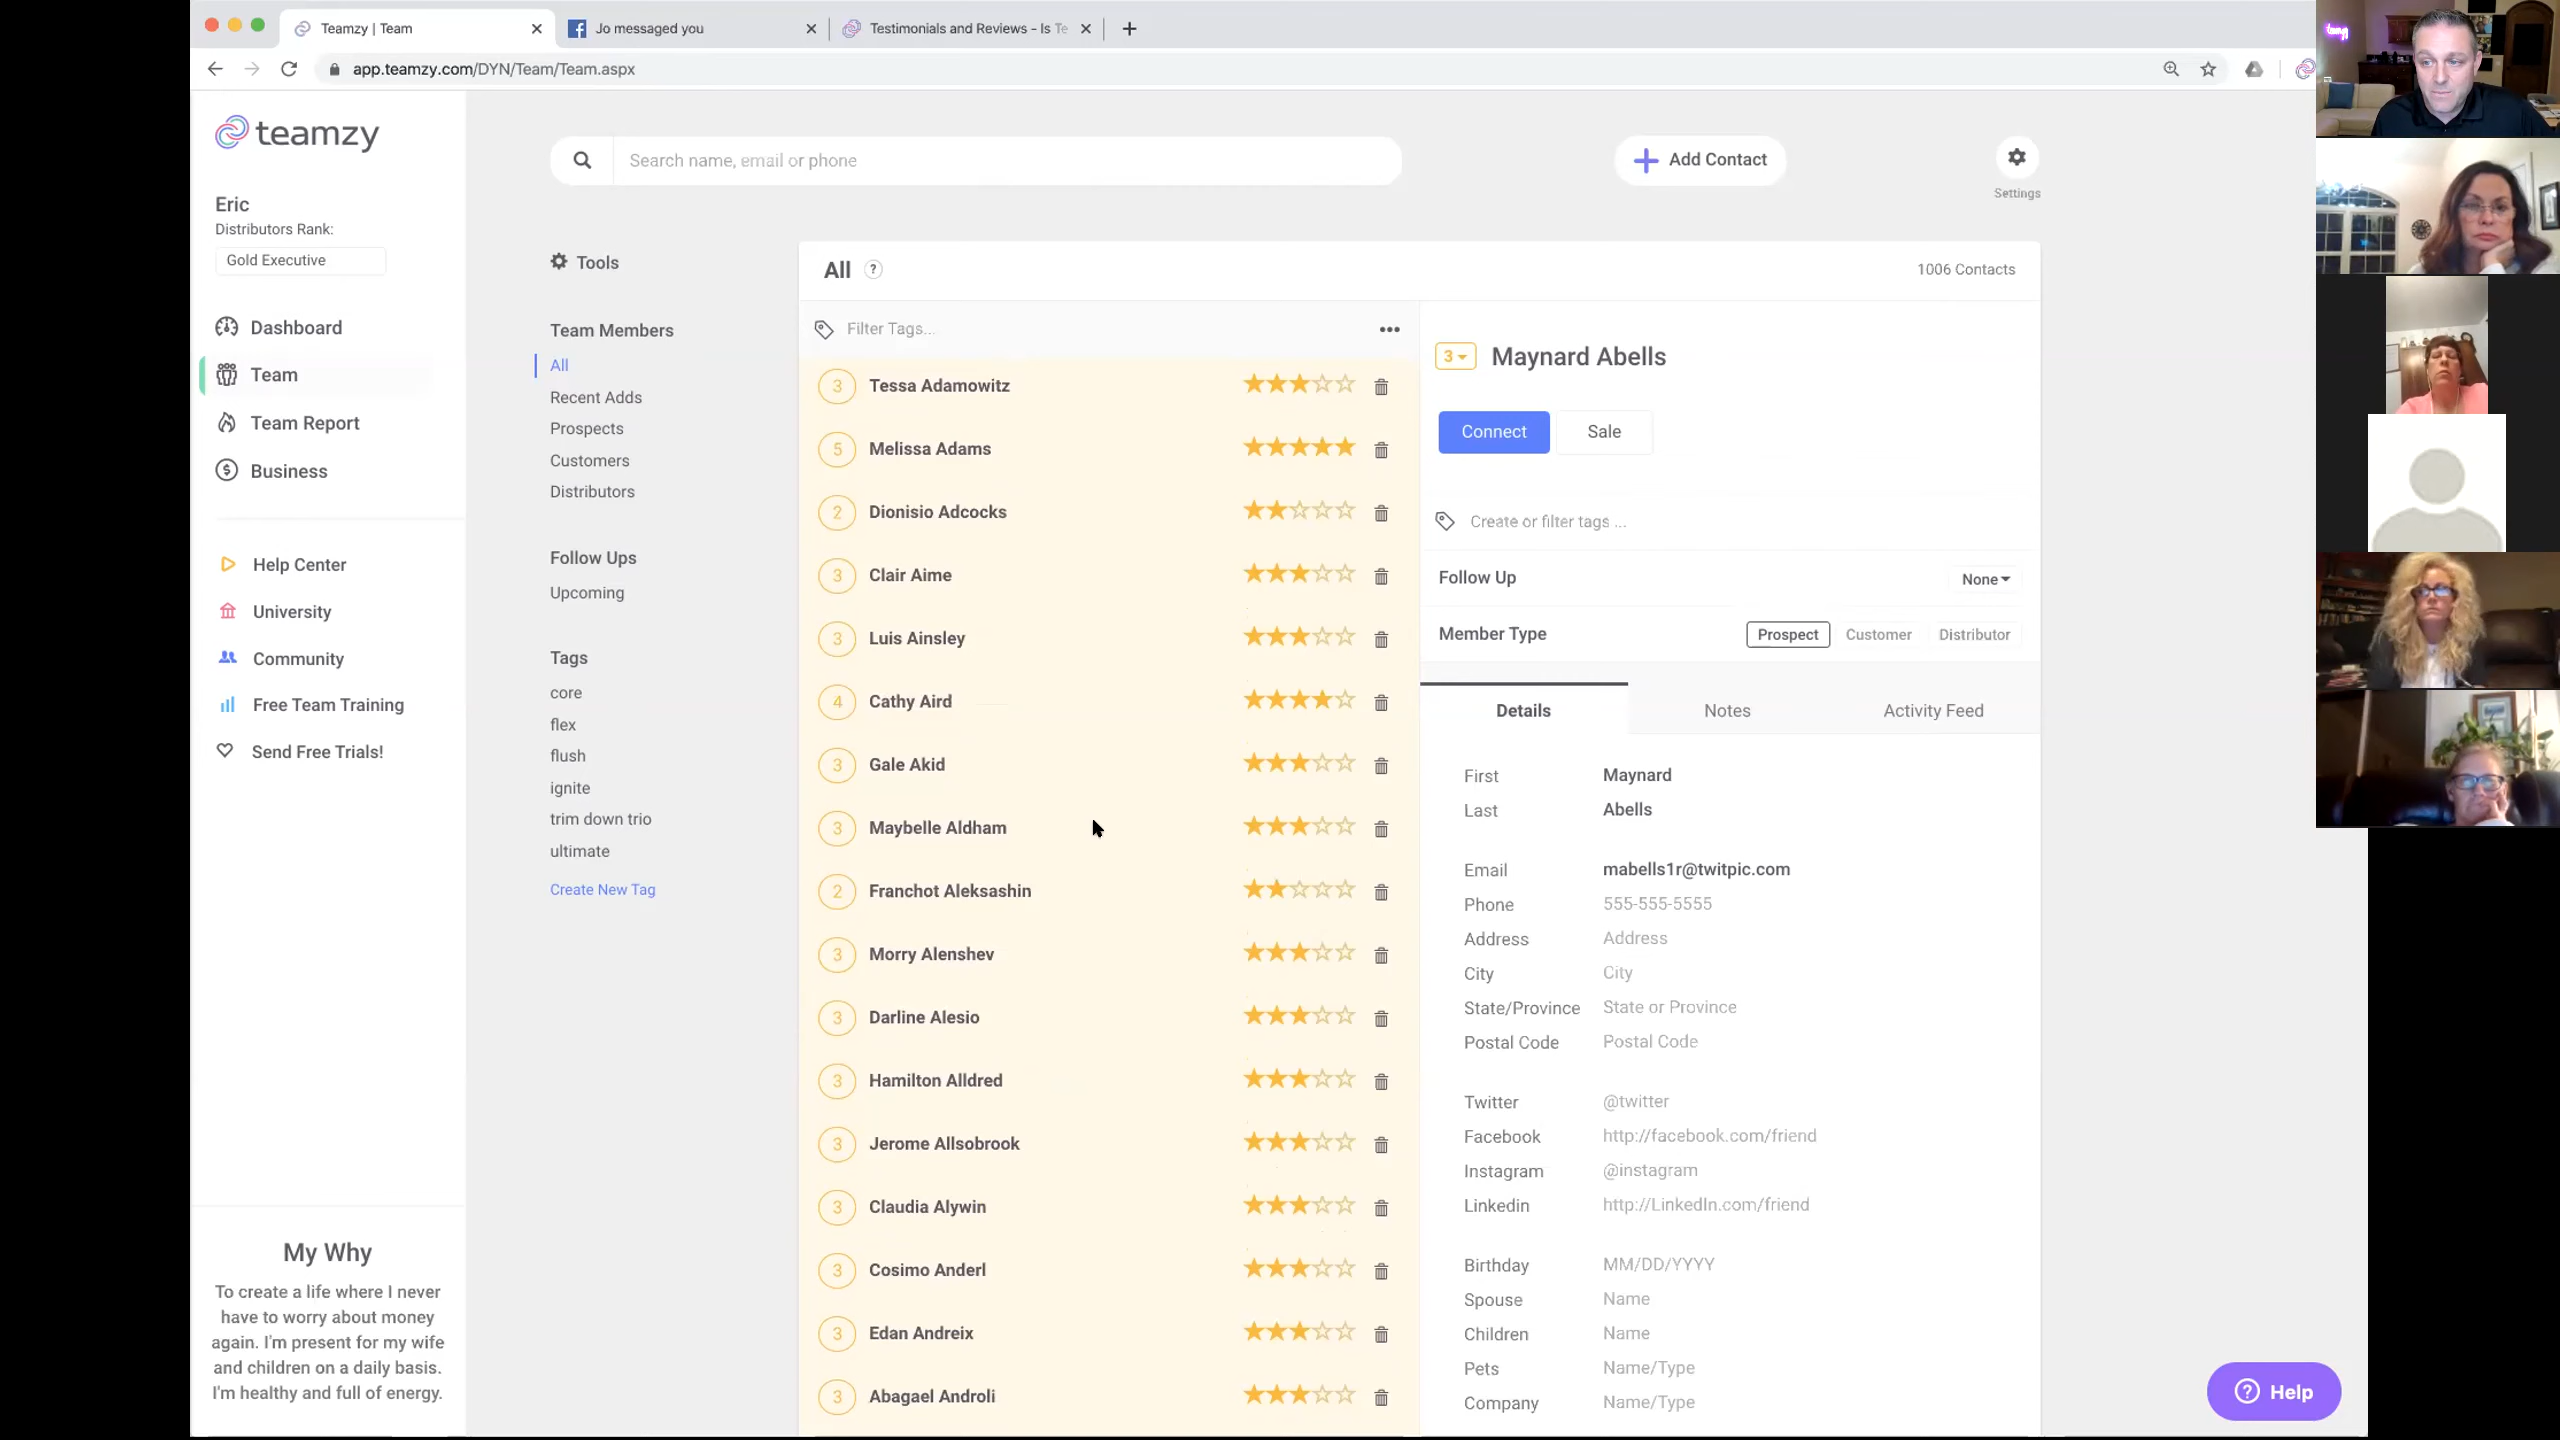 Teamzy | Team
Jo messaged you
Testimonials and Reviews - Is Te
app.teamzy.com/DYN/Team/Team.aspx
teamzy
Eric
Distributors Rank:
Gold Executive
Dashboard
Team
Team Report
Business
Help Center
University
Community
Free Team Training
Send Free Trials!
My Why
To create a life where I never
have to worry about money
again. I'm present for my wife
and children on a daily basis.
I'm healthy and full of energy.
Search name, email or phone
Add Contact
Settings
Tools
Team Members
All
Recent Adds
Prospects
Customers
Distributors
Follow Ups
Upcoming
Tags
core
flex
flush
ignite
trim down trio
ultimate
Create New Tag
All ?
1006 Contacts
Filter Tags...
3 Tessa Adamowitz
5 Melissa Adams
2 Dionisio Adcocks
3 Clair Aime
3 Luis Ainsley
4 Cathy Aird
3 Gale Akid
3 Maybelle Aldham
2 Franchot Aleksashin
3 Morry Alenshev
3 Darline Alesio
3 Hamilton Alldred
3 Jerome Allsobrook
3 Claudia Alywin
3 Cosimo Anderl
3 Edan Andreix
3 Abagael Androli
3 Maynard Abells
Connect Sale
Create or filter tags ...
Follow Up None
Member Type Prospect Customer Distributor
Details Notes Activity Feed
First Maynard
Last Abells
Email mabells1r@twitpic.com
Phone 555-555-5555
Address Address
City City
State/Province State or Province
Postal Code Postal Code
Twitter @twitter
Facebook http://facebook.com/friend
Instagram @instagram
Linkedin http://LinkedIn.com/friend
Birthday MM/DD/YYYY
Spouse Name
Children Name
Pets Name/Type
Company Name/Type
? Help